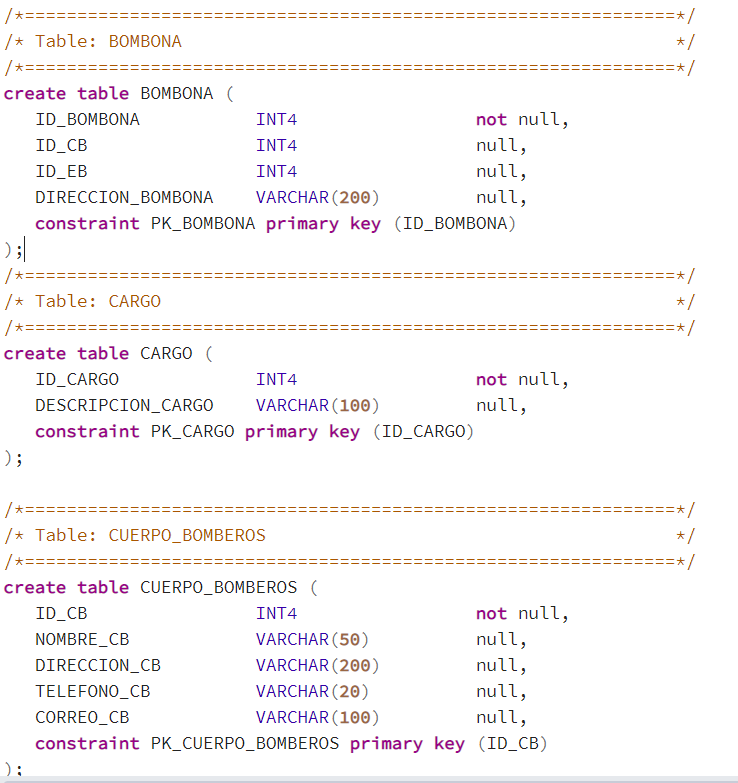 /*==============================================================*/
/* Table: BOMBONA                                               */
/*==============================================================*/
create table BOMBONA (
   ID_BOMBONA           INT4                 not null,
   ID_CB                INT4                 null,
   ID_EB                INT4                 null,
   DIRECCION_BOMBONA    VARCHAR(200)         null,
   constraint PK_BOMBONA primary key (ID_BOMBONA)
);
/*==============================================================*/
/* Table: CARGO                                                 */
/*==============================================================*/
create table CARGO (
   ID_CARGO             INT4                 not null,
   DESCRIPCION_CARGO    VARCHAR(100)         null,
   constraint PK_CARGO primary key (ID_CARGO)
);

/*==============================================================*/
/* Table: CUERPO_BOMBEROS                                       */
/*==============================================================*/
create table CUERPO_BOMBEROS (
   ID_CB                INT4                 not null,
   NOMBRE_CB            VARCHAR(50)          null,
   DIRECCION_CB         VARCHAR(200)         null,
   TELEFONO_CB          VARCHAR(20)          null,
   CORREO_CB            VARCHAR(100)         null,
   constraint PK_CUERPO_BOMBEROS primary key (ID_CB)
);